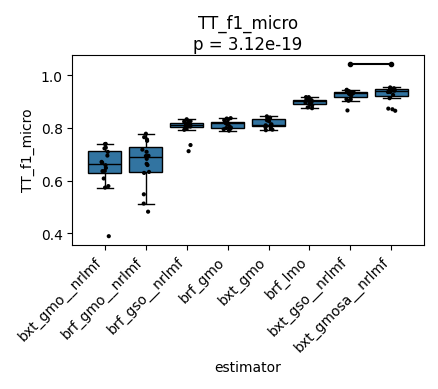 TT_f1_micro
p = 3.12e-19
TT_f1_micro
1.0
0.8
0.6
0.4
bxt_gmo__nrlmf
brf_gmo__nrlmf
brf_gso__nrlmf
brf_gmo
bxt_gmo
brf_lmo
bxt_gso__nrlmf
bxt_gmosa__nrlmf
estimator